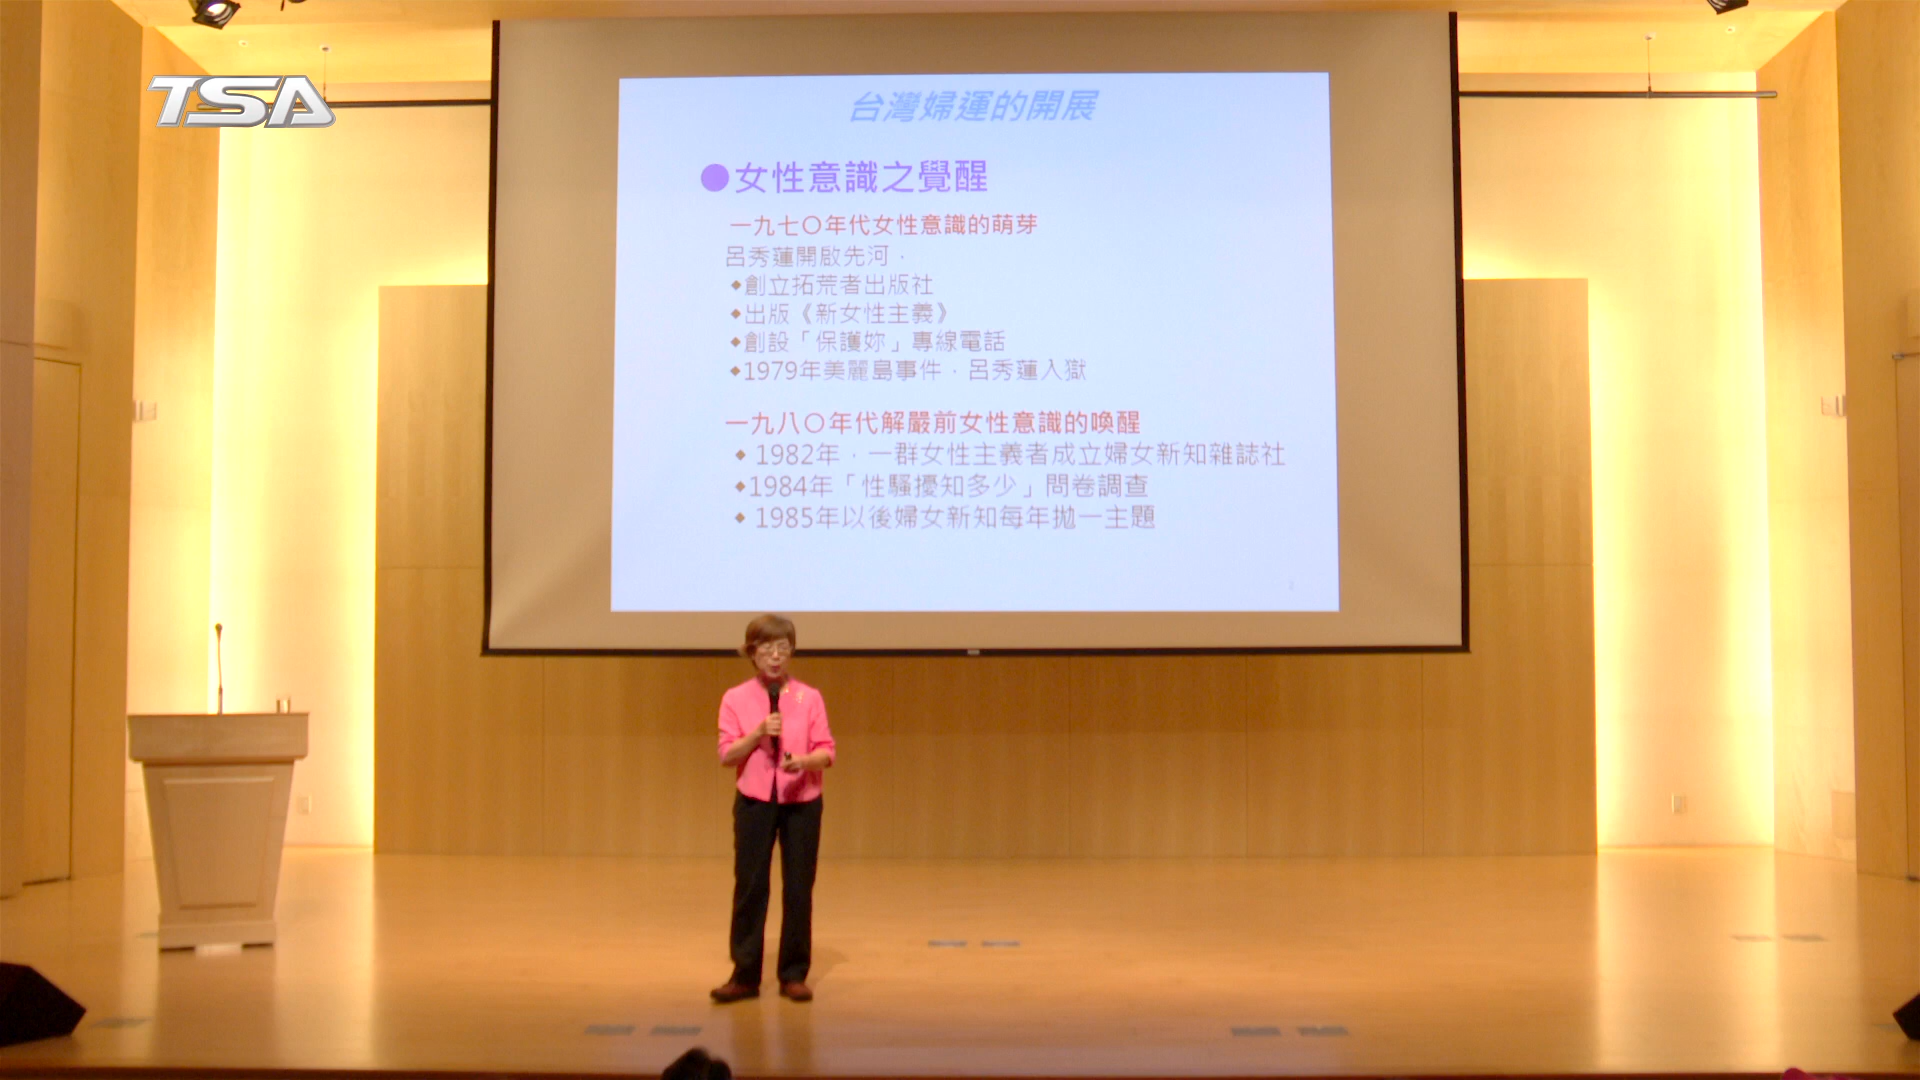 TSA
台灣婦運的開展
●女性意識之覺醒
一九七〇年代女性意識的萌芽
呂秀蓮開啟先河，
◆創立拓荒者出版社
◆出版《新女性主義》
◆創設「保護妳」專線電話
◆1979年美麗島事件，呂秀蓮入獄
一九八〇年代解嚴前女性意識的喚醒
◆ 1982年，一群女性主義者成立婦女新知雜誌社
◆1984年「性騷擾知多少」問卷調查
◆ 1985年以後婦女新知每年拋一主題